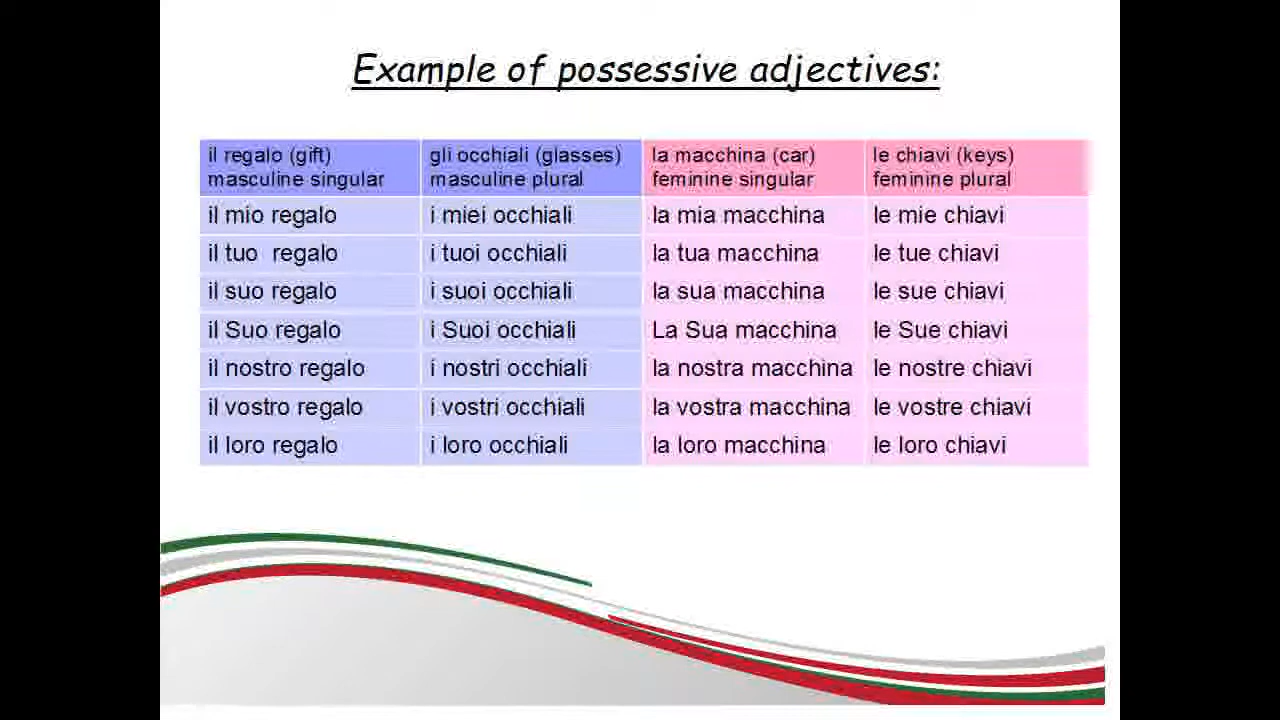 Example of possessive adjectives:
il regalo (gift) gli occhiali (glasses) la macchina (car) le chiavi (keys)
masculine singular masculine plural feminine singular feminine plural
il mio regalo i miei occhiali la mia macchina le mie chiavi
il tuo  regalo i tuoi occhiali la tua macchina le tue chiavi
il suo regalo i suoi occhiali la sua macchina le sue chiavi
il Suo regalo i Suoi occhiali La Sua macchina le Sue chiavi
il nostro regalo i nostri occhiali la nostra macchina le nostre chiavi
il vostro regalo i vostri occhiali la vostra macchina le vostre chiavi
il loro regalo i loro occhiali la loro macchina le loro chiavi